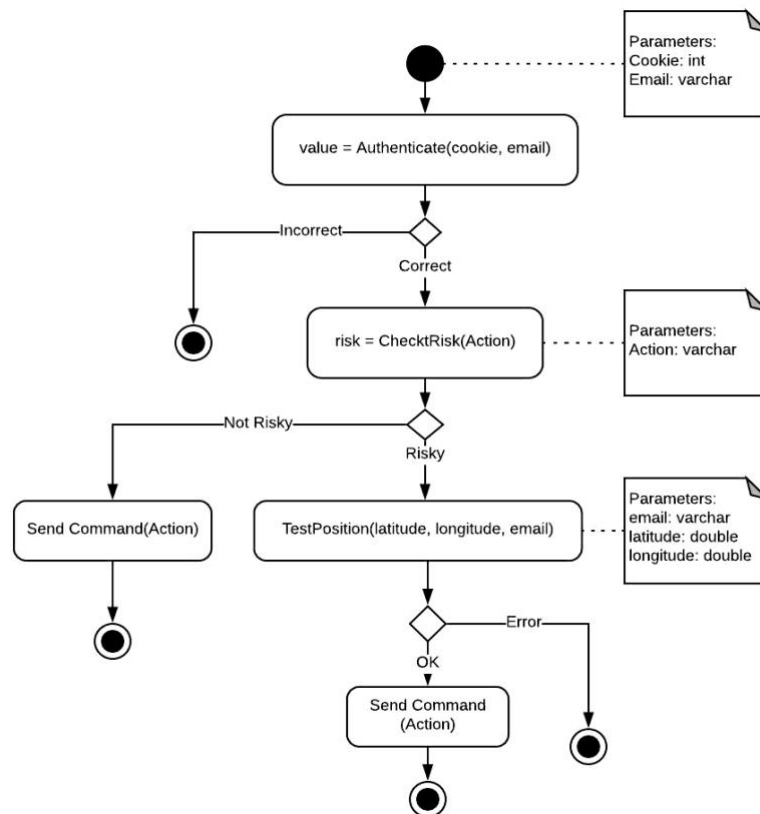 Parameters:
Cookie: int
Email: varchar
value = Authenticate(cookie, email)
Incorrect
Correct
risk = ChecktRisk(Action)
Parameters:
Action: varchar
Not Risky
Risky
Send Command(Action)
TestPosition(latitude, longitude, email)
Parameters:
email: varchar
latitude: double
longitude: double
Error
OK
Send Command
(Action)